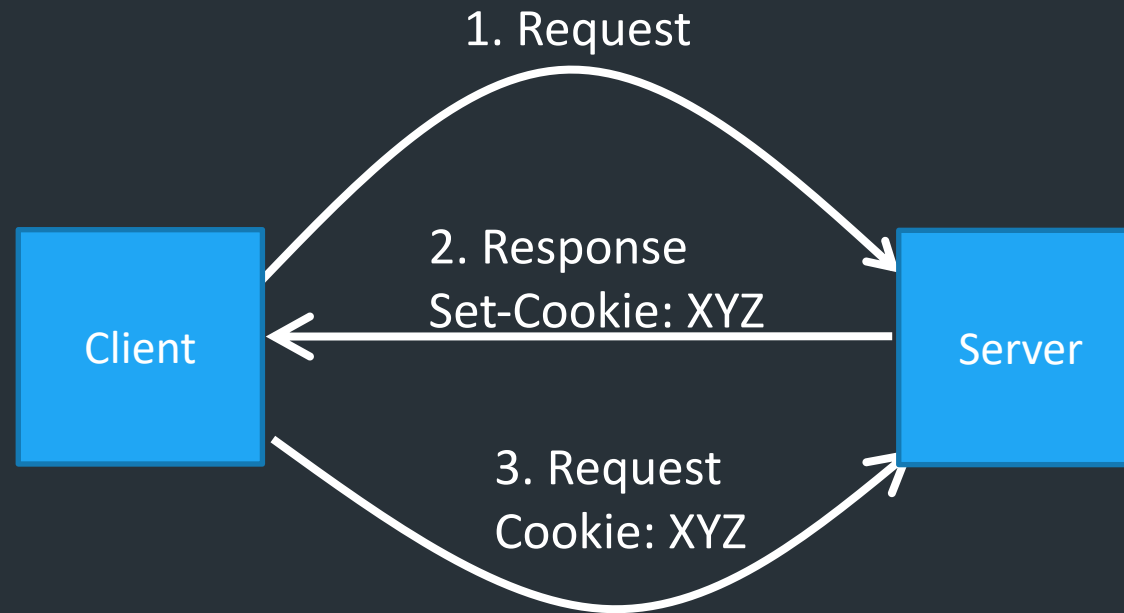 1. Request
2. Response
Set-Cookie: XYZ
Client
Server
3. Request
Cookie: XYZ